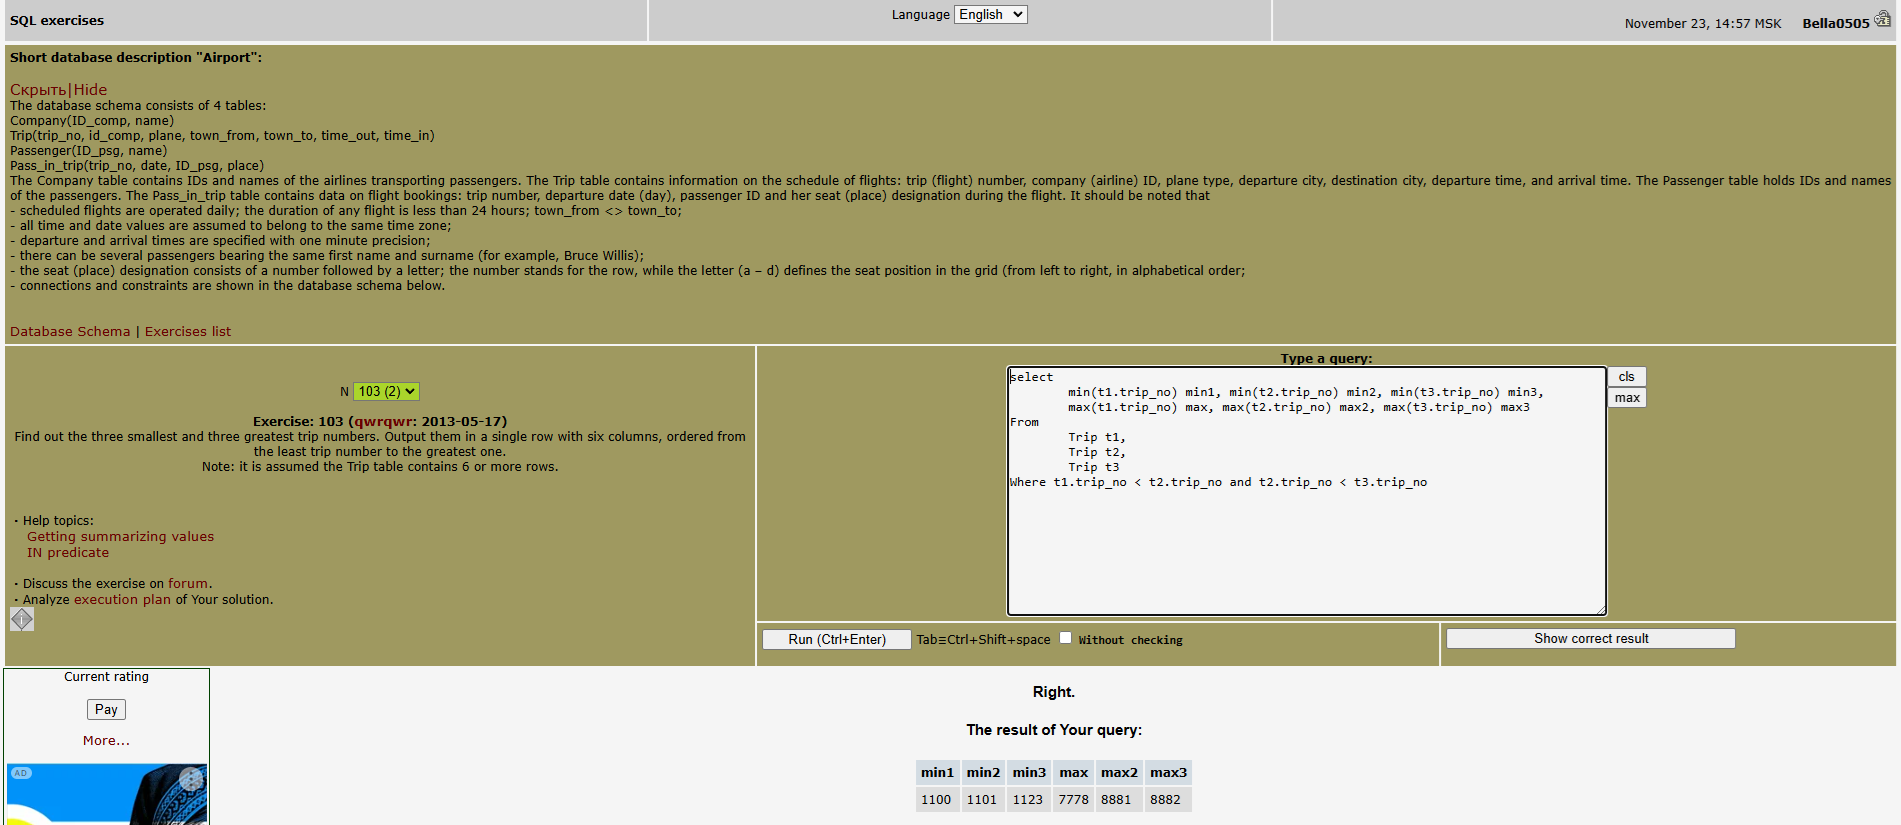 SQL exercises
Language English
November 23, 14:57 MSK Bella0505
Short database description "Airport":
Скрыть|Hide
The database schema consists of 4 tables:
Company(ID_comp, name)
Trip(trip_no, id_comp, plane, town_from, town_to, time_out, time_in)
Passenger(ID_psg, name)
Pass_in_trip(trip_no, date, ID_psg, place)
The Company table contains IDs and names of the airlines transporting passengers. The Trip table contains information on the schedule of flights: trip (flight) number, company (airline) ID, plane type, departure city, destination city, departure time, and arrival time. The Passenger table holds IDs and names
of the passengers. The Pass_in_trip table contains data on flight bookings: trip number, departure date (day), passenger ID and her seat (place) designation during the flight. It should be noted that
- scheduled flights are operated daily; the duration of any flight is less than 24 hours; town_from <> town_to;
- all time and date values are assumed to belong to the same time zone;
- departure and arrival times are specified with one minute precision;
- there can be several passengers bearing the same first name and surname (for example, Bruce Willis);
- the seat (place) designation consists of a number followed by a letter; the number stands for the row, while the letter (a – d) defines the seat position in the grid (from left to right, in alphabetical order;
- connections and constraints are shown in the database schema below.
Database Schema | Exercises list
N 103 (2)
Exercise: 103 (qwrqwr: 2013-05-17)
Find out the three smallest and three greatest trip numbers. Output them in a single row with six columns, ordered from
the least trip number to the greatest one.
Note: it is assumed the Trip table contains 6 or more rows.
· Help topics:
Getting summarizing values
IN predicate
· Discuss the exercise on forum.
· Analyze execution plan of Your solution.
Type a query:
select
min(t1.trip_no) min1, min(t2.trip_no) min2, min(t3.trip_no) min3,
max(t1.trip_no) max, max(t2.trip_no) max2, max(t3.trip_no) max3
From
Trip t1,
Trip t2,
Trip t3
Where t1.trip_no < t2.trip_no and t2.trip_no < t3.trip_no
cls
max
Run (Ctrl+Enter) Tab≡Ctrl+Shift+space Without checking
Show correct result
Current rating
Pay
More...
AD
Right.
The result of Your query:
min1 min2 min3 max max2 max3
1100 1101 1123 7778 8881 8882